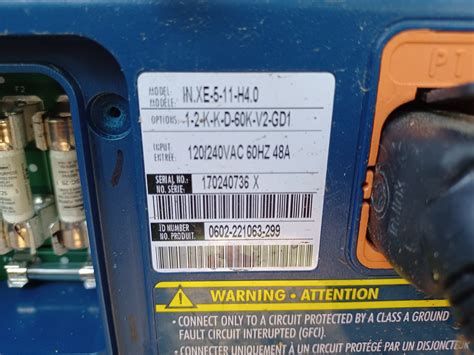 F2
MODEL:
MODÈLE: IN.XE-5-11-H4.0
OPTIONS: 1-2-K-K-D-60K-V2-GD1
INPUT:
ENTRÉE: 120/240VAC 60HZ 48A
SERIAL NO.:
NO. SÉRIE: 170240736 X
ID NUMBER
NO. PRODUIT. 0602-221063-299
P1
WARNING - ATTENTION
• CONNECT ONLY TO A CIRCUIT PROTECTED BY A CLASS A GROUND
FAULT CIRCUIT INTERRUPTED (GFCI).
• CONNECTER UNIQUEMENT À UN CIRCUIT PROTÉGÉ PAR UN DISJONCTEUR